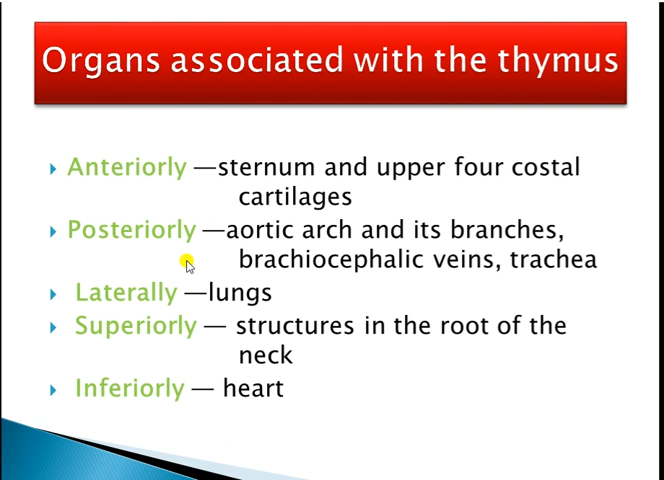 Organs associated with the thymus
Anteriorly —sternum and upper four costal
cartilages
Posteriorly —aortic arch and its branches,
brachiocephalic veins, trachea
Laterally —lungs
Superiorly — structures in the root of the
neck
Inferiorly — heart